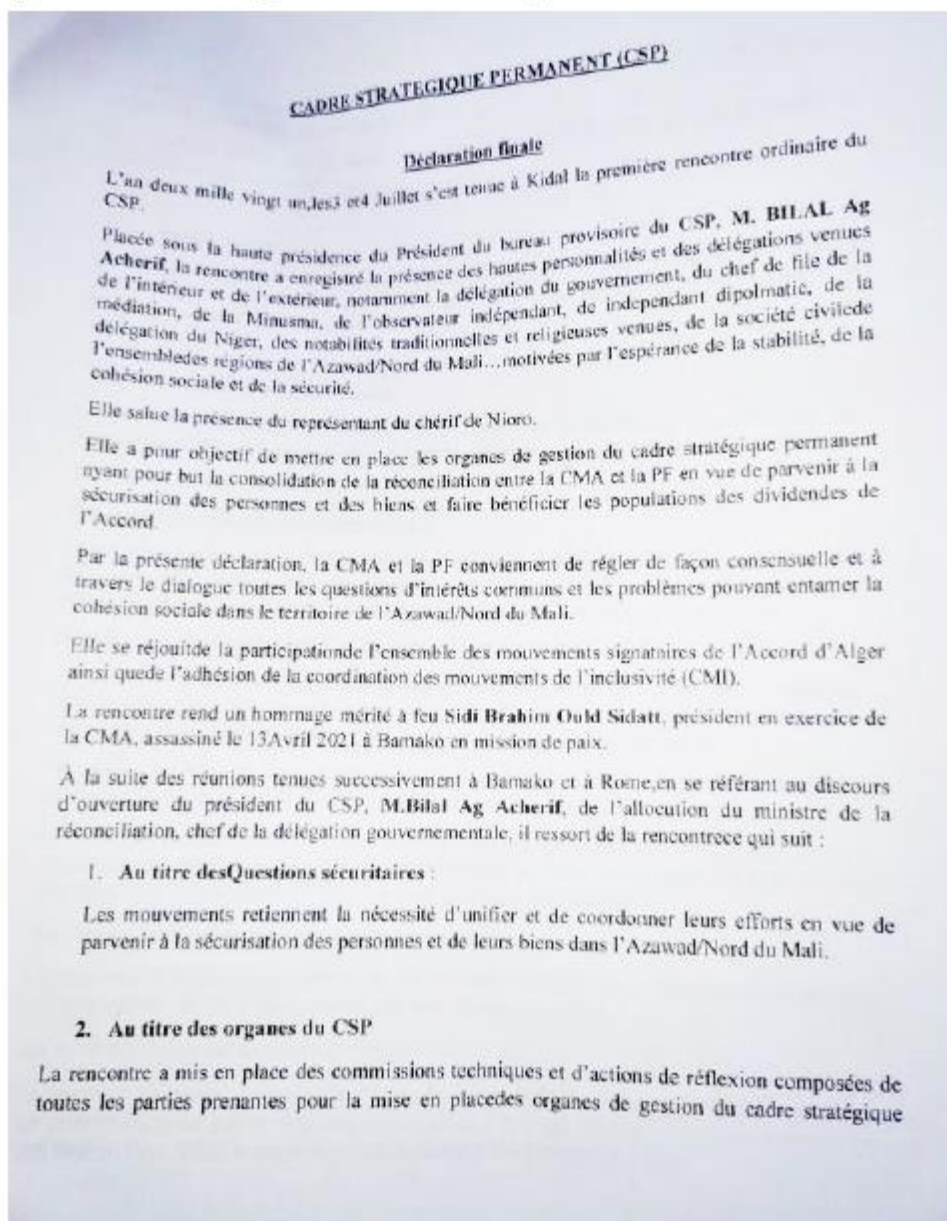 CADRE STRATEGIQUE PERMANENT (CSP)
Déclaration finale
L'an deux mille vingt un,les3 et4 Juillet s'est tenue à Kidal la première rencontre ordinaire du
CSP.
Placée sous la haute présidence du Président du bureau provisoire du CSP, M. BILAL Ag
Acherif, la rencontre a enregistré la présence des hautes personnalités et des délégations venues
de l'intérieur et de l'extérieur, notamment la délégation du gouvernement, du chef de file de la
médiation, de la Minusma, de l'observateur indépendant, de independant dipolmatic, de la
délégation du Niger, des notabilités traditionnelles et religieuses venues, de la société civilede
l'ensembledes régions de l'Azawad/Nord du Mali...motivées par l'espérance de la stabilité, de la
cohésion sociale et de la sécurité.
Elle salue la présence du représentant du chérif de Nioro.
Elle a pour objectif de mettre en place les organes de gestion du cadre stratégique permanent
ayant pour but la consolidation de la réconciliation entre la CMA et la PF en vue de parvenir à la
sécurisation des personnes et des biens et faire bénéficier les populations des dividendes de
l'Accord.
Par la présente déclaration, la CMA et la PF conviennent de régler de façon consensuelle et à
travers le dialogue toutes les questions d'intérêts communs et les problèmes pouvant entamer la
cohésion sociale dans le territoire de l'Azawad/Nord du Mali.
Elle se réjouitde la participationde l'ensemble des mouvements signataires de l'Accord d'Alger
ainsi quede l'adhésion de la coordination des mouvements de l'inclusivité (CMI).
La rencontre rend un hommage mérité à feu Sidi Brahim Ould Sidatt, président en exercice de
la CMA, assassiné le 13Avril 2021 à Bamako en mission de paix.
À la suite des réunions tenues successivement à Bamako et à Rome,en se référant au discours
d'ouverture du président du CSP, M.Bilal Ag Acherif, de l'allocution du ministre de la
réconciliation, chef de la délégation gouvernementale, il ressort de la rencontrece qui suit :
1. Au titre desQuestions sécuritaires :
Les mouvements retiennent la nécessité d'unifier et de coordonner leurs efforts en vue de
parvenir à la sécurisation des personnes et de leurs biens dans l'Azawad/Nord du Mali.
2. Au titre des organes du CSP
La rencontre a mis en place des commissions techniques et d'actions de réflexion composées de
toutes les parties prenantes pour la mise en placedes organes de gestion du cadre stratégique